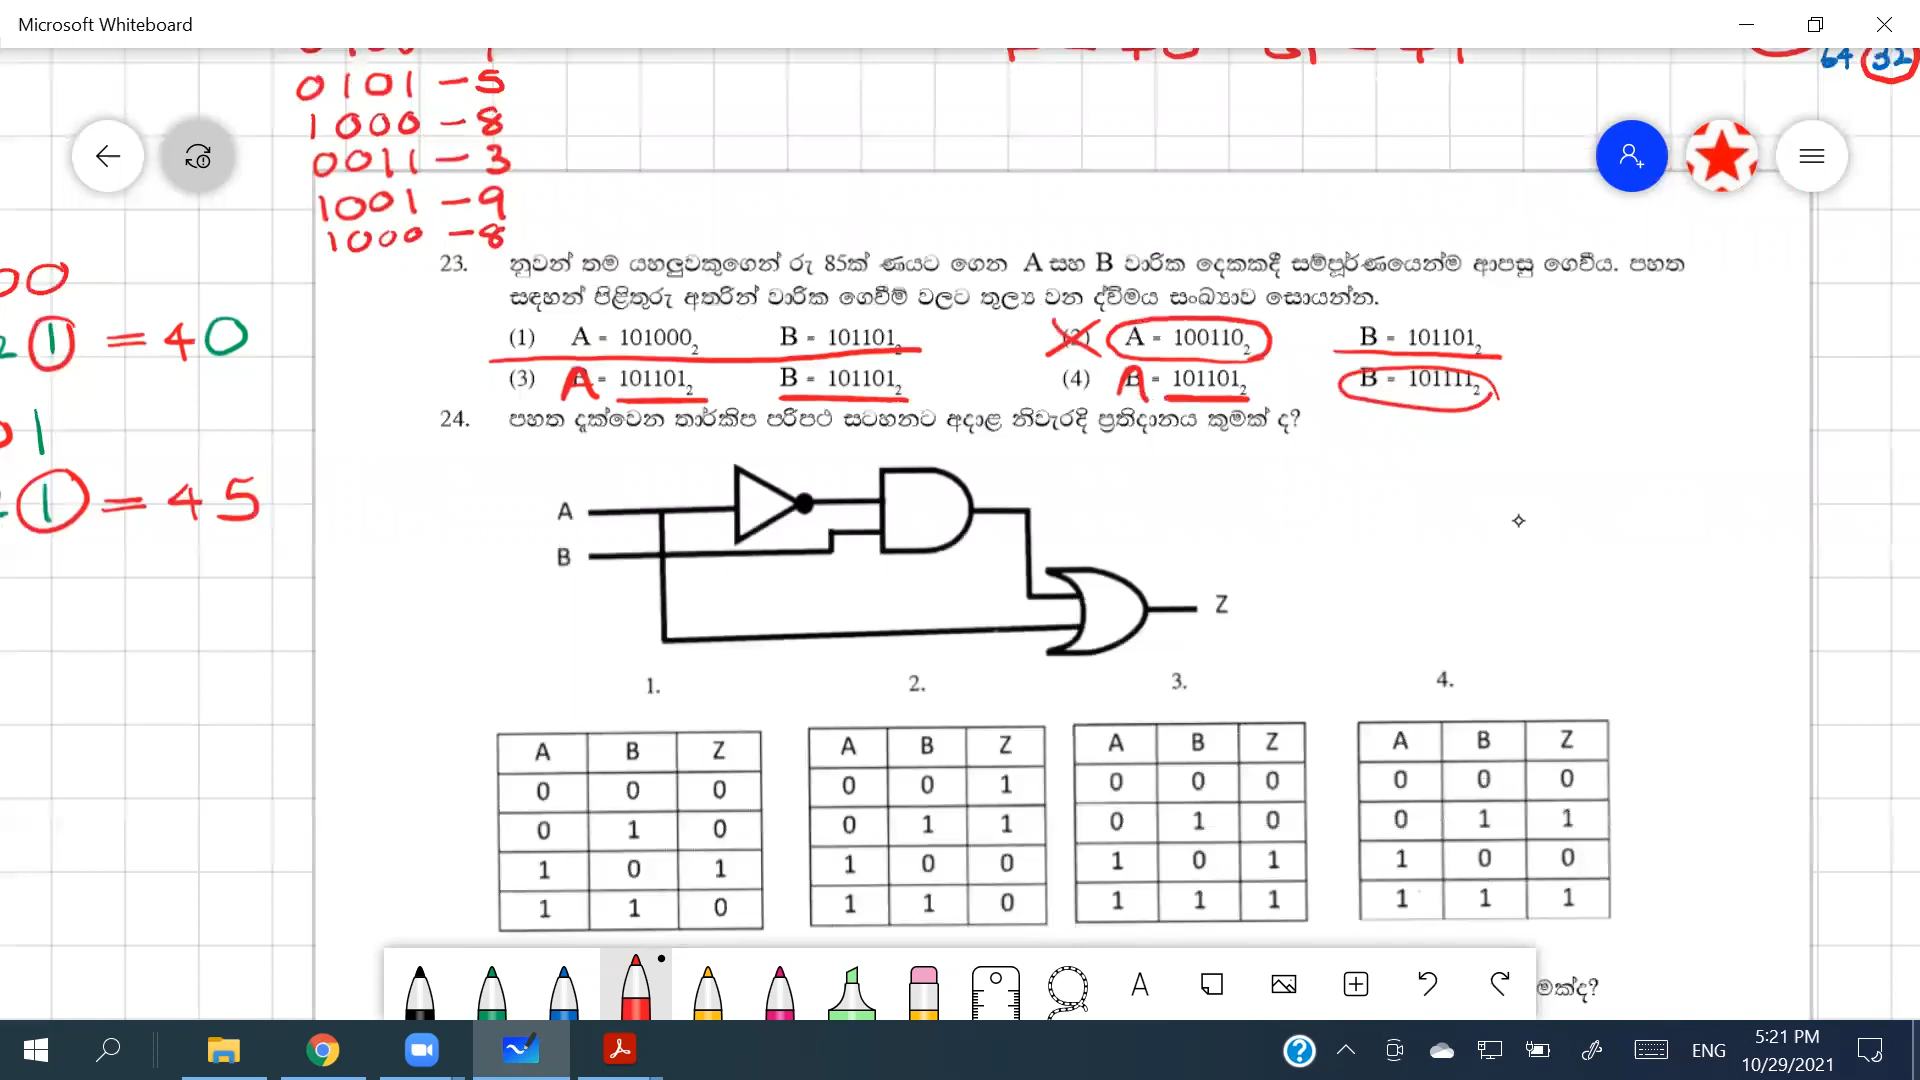 Microsoft Whiteboard
64 32
0101 - 5
1000 - 8
0011 - 3
1001 - 9
1000 - 8
00
1 = 40
1
1 = 45
23. නුවන් තම යහලුවකුගෙන් රු 85ක් ණයට ගෙන A සහ B වාරික දෙකකදී සම්පූර්ණයෙන්ම ආපසු ගෙවීය. පහත
සඳහන් පිළිතුරු අතරින් වාරික ගෙවීම් වලට තුල්‍ය වන ද්විමය සංඛ්‍යාව සොයන්න.
(1) A = 101000₂ B = 101101₂ (2) A = 100110₂ B = 101101₂
(3) A = 101101₂ B = 101101₂ (4) A = 101101₂ B = 101111₂
24. පහත දැක්වෙන තාර්කික පරිපථ සටහනට අදාළ නිවැරදි ප්‍රතිදානය කුමක් ද?
A
B
Z
1. 2. 3. 4.
A B Z A B Z A B Z A B Z
0 0 0 0 0 1 0 0 0 0 0 0
0 1 0 0 1 1 0 1 0 0 1 1
1 0 1 1 0 0 1 0 1 1 0 0
1 1 0 1 1 0 1 1 1 1 1 1
මක්ද?
ENG
5:21 PM
10/29/2021